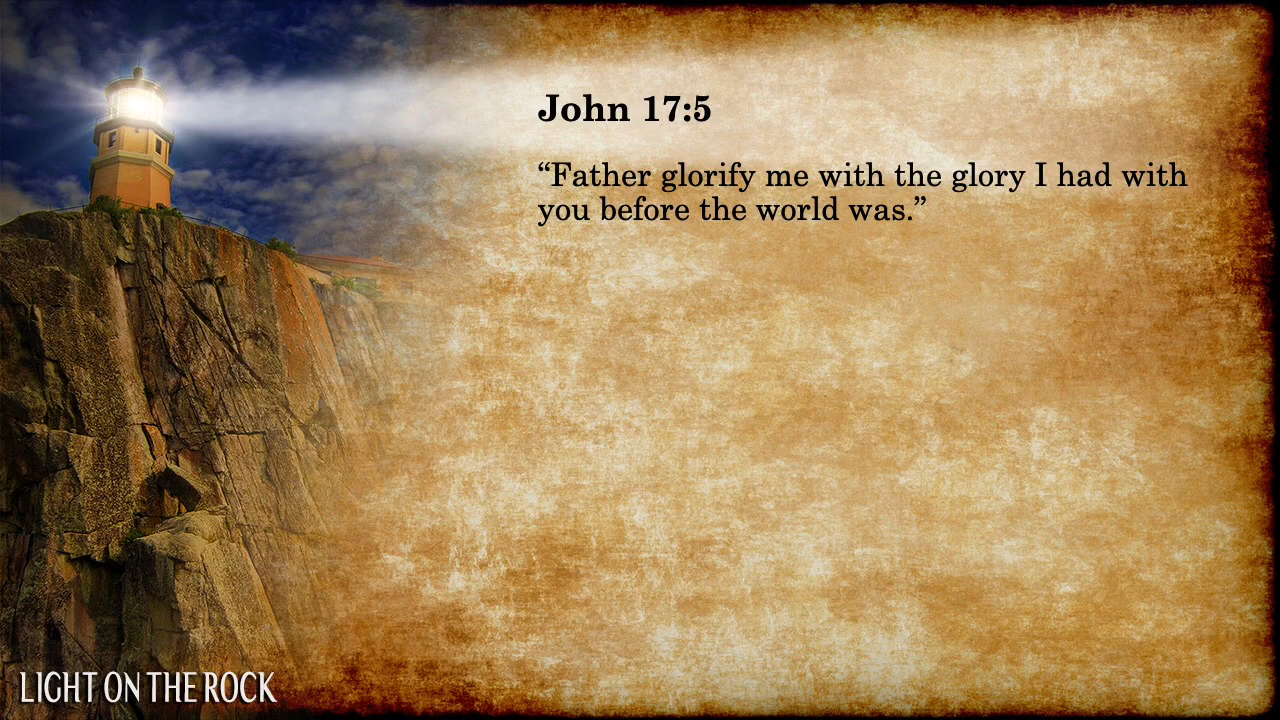 John 17:5
“Father glorify me with the glory I had with
you before the world was.”
LIGHT ON THE ROCK